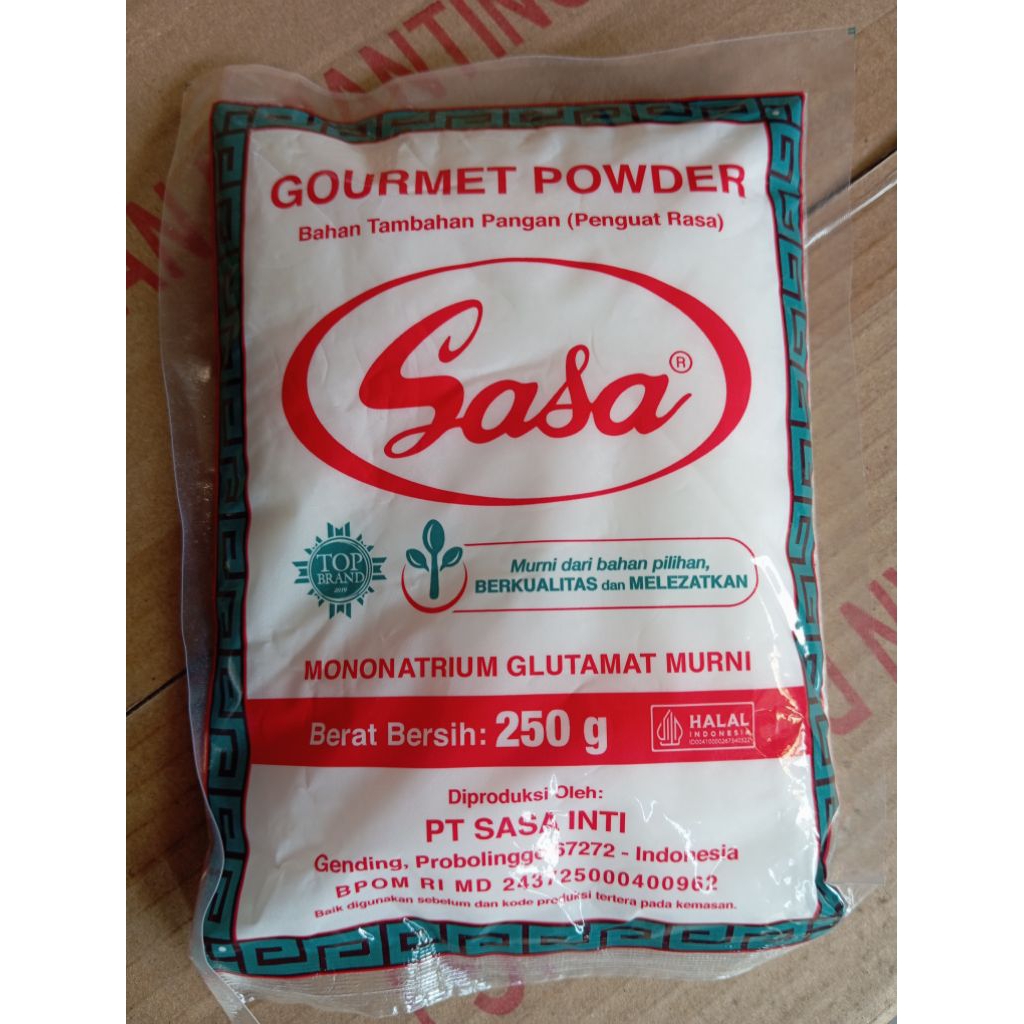 GOURMET POWDER
Bahan Tambahan Pangan (Penguat Rasa)
Sasa®
TOP
BRAND
2019
Murni dari bahan pilihan,
BERKUALITAS dan MELEZATKAN
MONONATRIUM GLUTAMAT MURNI
Berat Bersih: 250 g
HALAL
INDONESIA
Diproduksi Oleh:
PT SASA INTI
Gending, Probolinggo 67272 - Indonesia
BPOM RI MD 243725000400962
Baik digunakan sebelum dan kode produksi tertera pada kemasan.